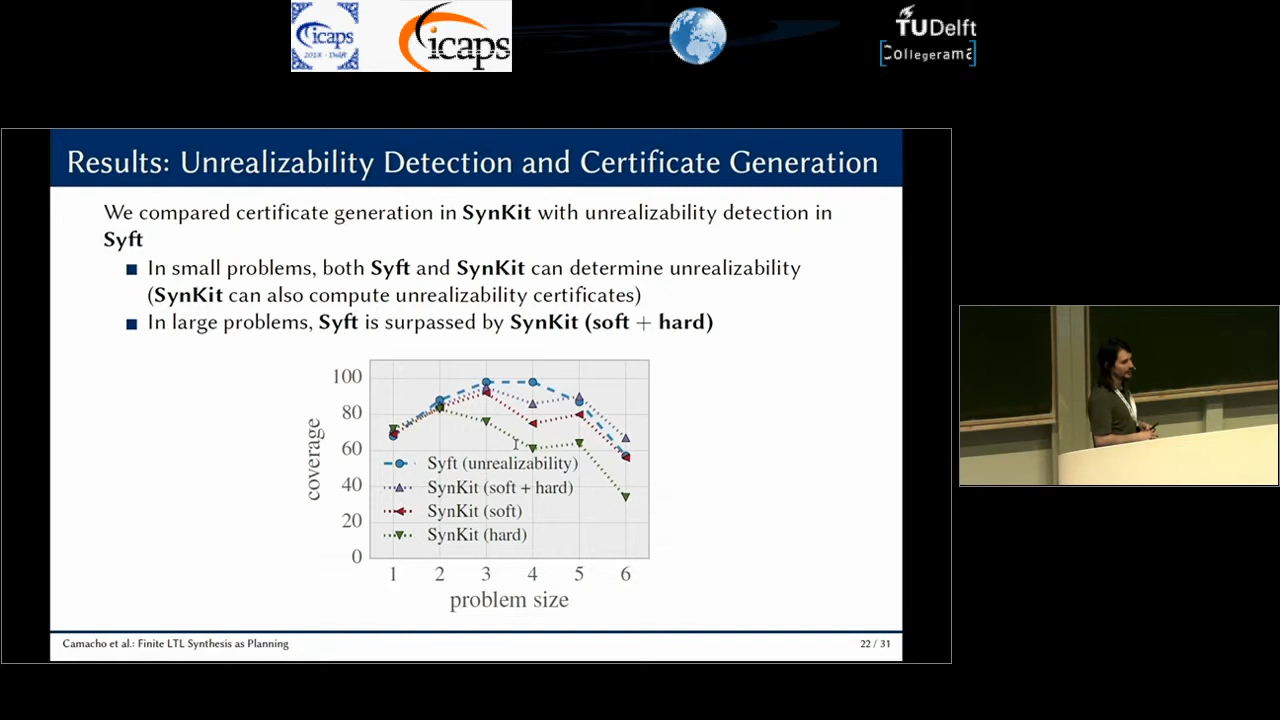 icaps
2018 - Delft
icaps
TUDelft
Collegerama
Results: Unrealizability Detection and Certificate Generation
We compared certificate generation in SynKit with unrealizability detection in
Syft
In small problems, both Syft and SynKit can determine unrealizability
(SynKit can also compute unrealizability certificates)
In large problems, Syft is surpassed by SynKit (soft + hard)
100
80
60
40
20
0
coverage
Syft (unrealizability)
SynKit (soft + hard)
SynKit (soft)
SynKit (hard)
1 2 3 4 5 6
problem size
Camacho et al.: Finite LTL Synthesis as Planning
22 / 31